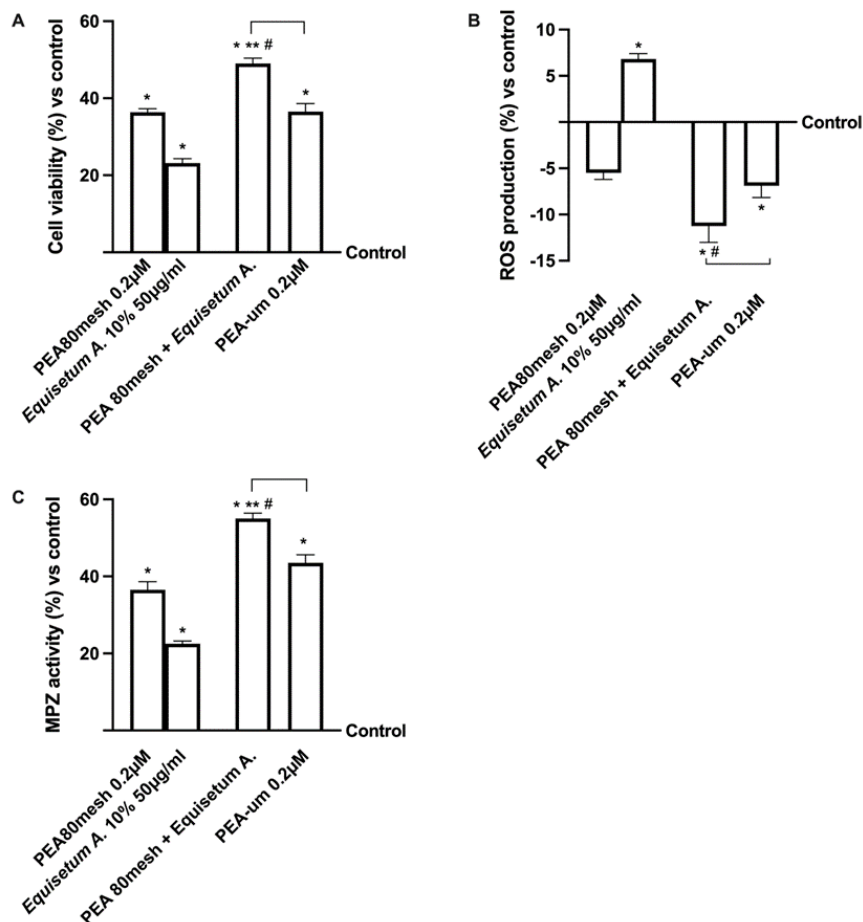 A
Cell viability (%) vs control
60
40
20
* ** #
*
*
*
Control
PEA80mesh 0.2µM
Equisetum A. 10% 50µg/ml
PEA 80mesh + Equisetum A.
PEA-um 0.2µM
B
ROS production (%) vs control
10
5
-5
-10
-15
*
Control
* #
*
PEA80mesh 0.2µM
Equisetum A. 10% 50µg/ml
PEA 80mesh + Equisetum A.
PEA-um 0.2µM
C
MPZ activity (%) vs control
60
40
20
* ** #
*
*
*
Control
PEA80mesh 0.2µM
Equisetum A. 10% 50µg/ml
PEA 80mesh + Equisetum A.
PEA-um 0.2µM